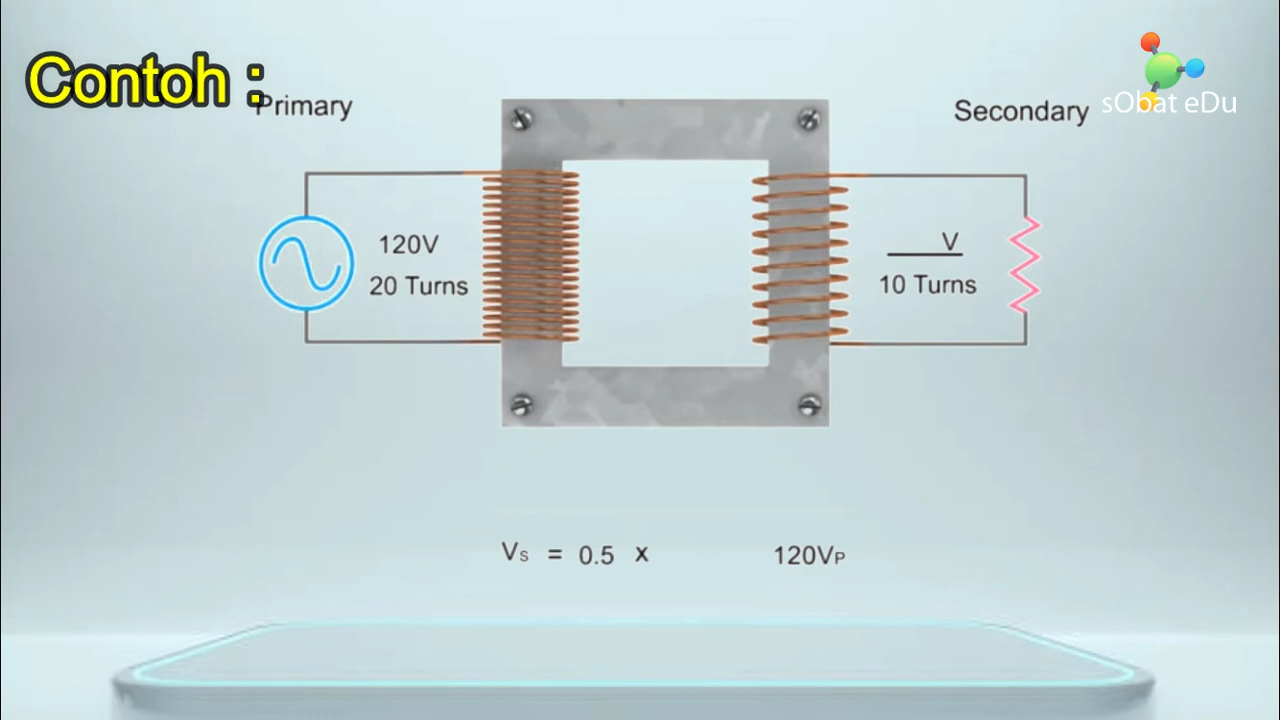 Contoh :
Primary
Secondary
sObat eDu
120V
20 Turns
V
10 Turns
Vs = 0.5 x 120VP